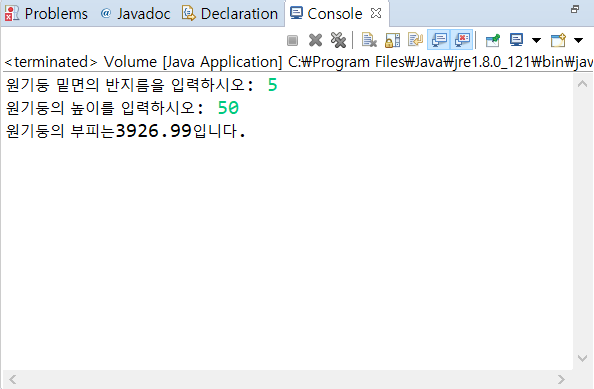 Problems @ Javadoc Declaration Console
<terminated> Volume [Java Application] C:₩Program Files₩Java₩jre1.8.0_121₩bin₩jav
원기둥 밑면의 반지름을 입력하시오: 5
원기둥의 높이를 입력하시오: 50
원기둥의 부피는3926.99입니다.